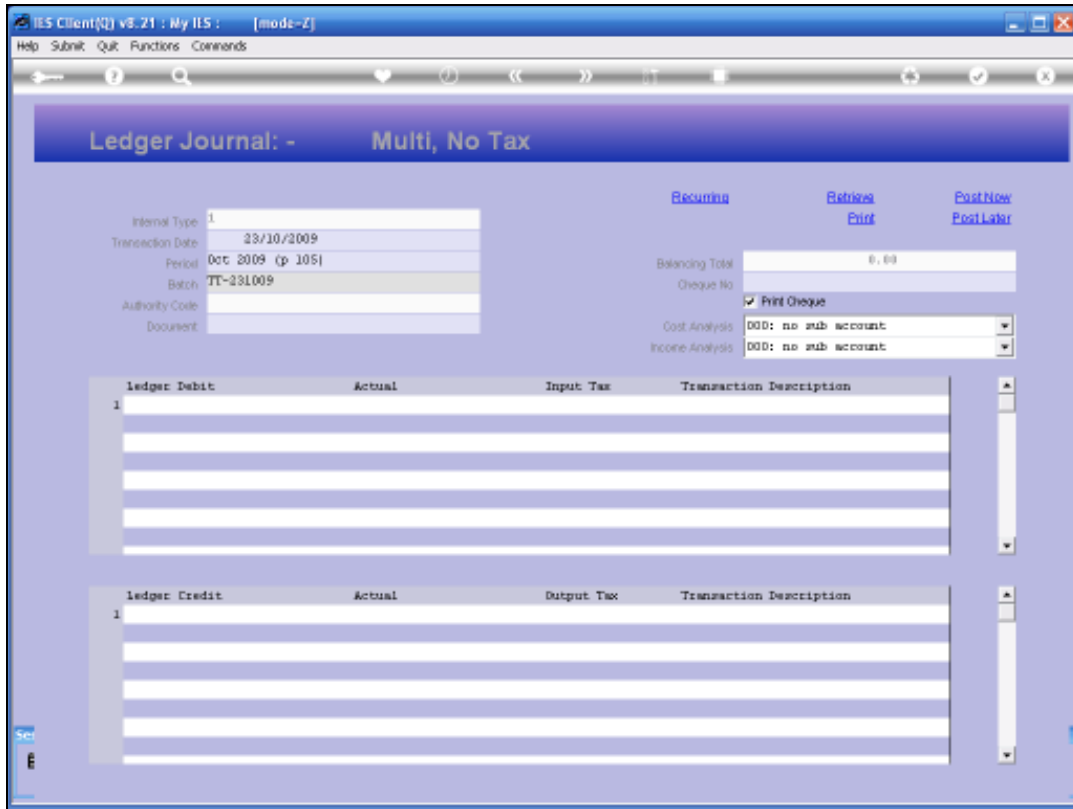 IES Client(Q) v8.21 : My IES : [mode-Z]
Help Submit Quit Functions Commands
Ledger Journal: - Multi, No Tax
Recurring Retrieve Post Now
Print Post Later
Internal Type 1
Transaction Date 23/10/2009
Period Oct 2009 (p 105)
Batch TT-231009
Authority Code
Document
Balancing Total 0.00
Cheque No
Print Cheque
Cost Analysis 000: no sub account
Income Analysis 000: no sub account
Ledger Debit Actual Input Tax Transaction Description
1
Ledger Credit Actual Output Tax Transaction Description
1
Se